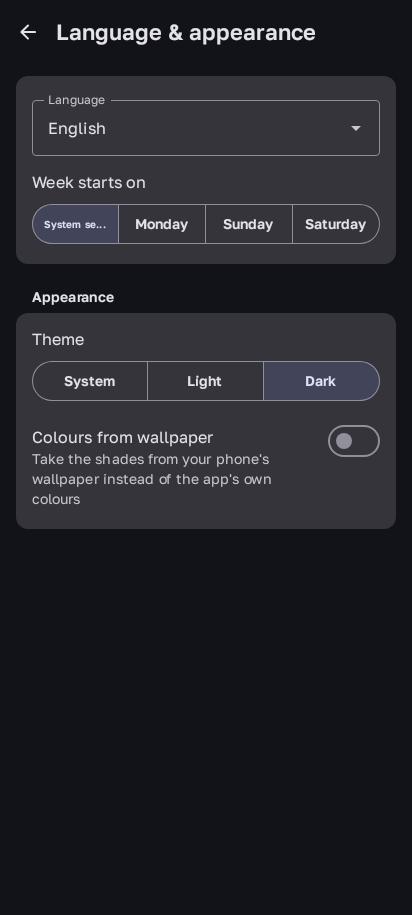 Language & appearance
Language
English
Week starts on
System se...
Monday
Sunday
Saturday
Appearance
Theme
System
Light
Dark
Colours from wallpaper
Take the shades from your phone's
wallpaper instead of the app's own
colours